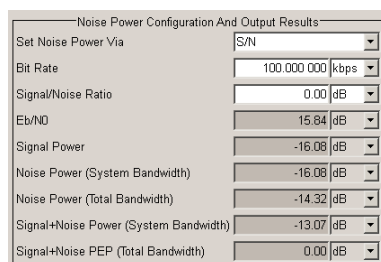 Noise Power Configuration And Output Results
Set Noise Power Via S/N
Bit Rate 100.000 000 kbps
Signal/Noise Ratio 0.00 dB
Eb/N0 15.84 dB
Signal Power -16.08 dB
Noise Power (System Bandwidth) -16.08 dB
Noise Power (Total Bandwidth) -14.32 dB
Signal+Noise Power (System Bandwidth) -13.07 dB
Signal+Noise PEP (Total Bandwidth) 0.00 dB